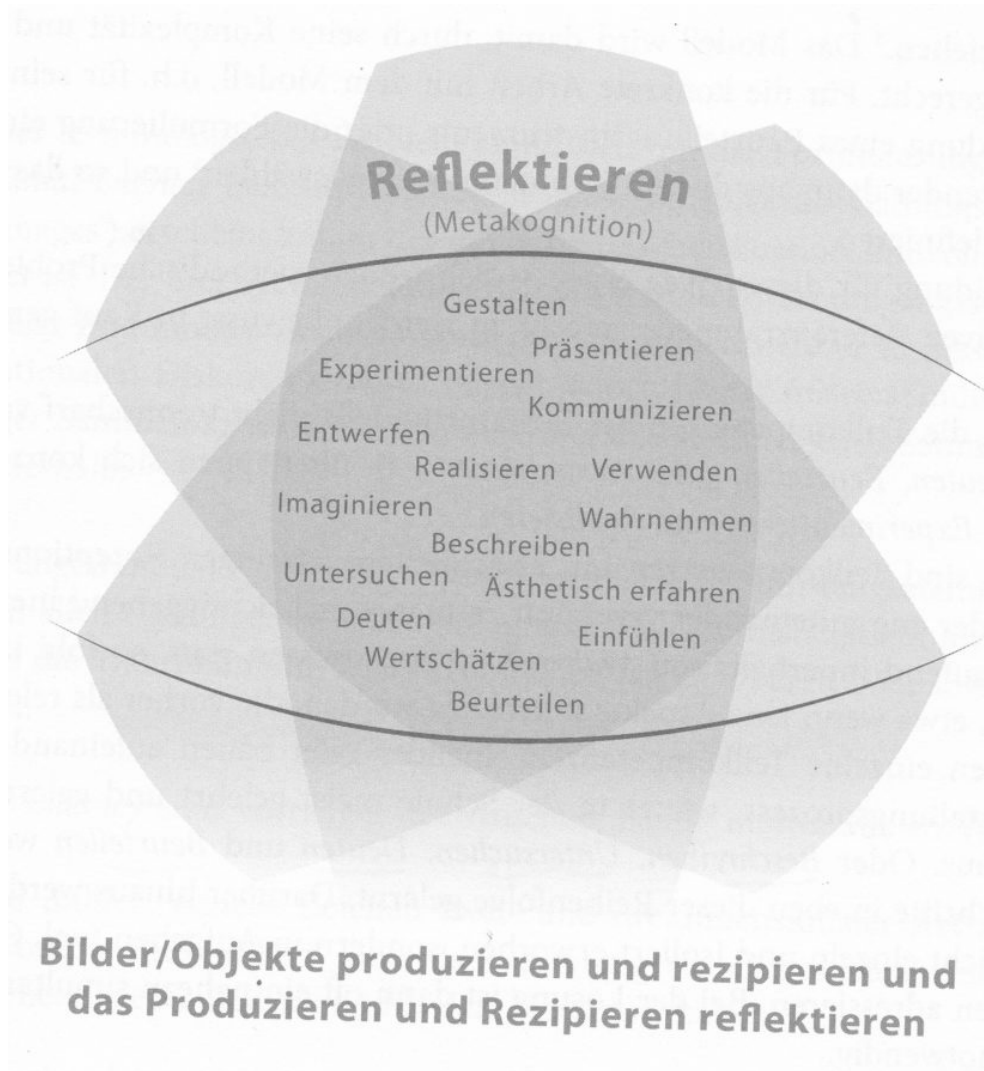 Reflektieren
(Metakognition)
Gestalten
Präsentieren
Experimentieren
Kommunizieren
Entwerfen
Realisieren Verwenden
Imaginieren
Wahrnehmen
Beschreiben
Untersuchen
Ästhetisch erfahren
Deuten
Einfühlen
Wertschätzen
Beurteilen
Bilder/Objekte produzieren und rezipieren und
das Produzieren und Rezipieren reflektieren